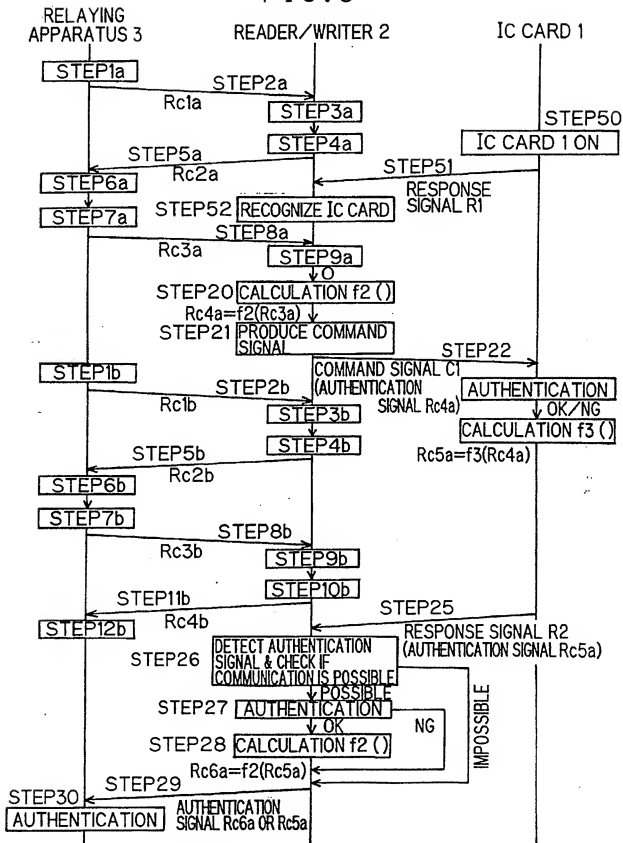 FIG.8
RELAYING
APPARATUS 3
READER/WRITER 2
IC CARD 1
STEP1a
STEP2a
Rc1a
STEP3a
STEP50
STEP4a
IC CARD 1 ON
STEP5a
STEP51
Rc2a
STEP6a
RESPONSE
SIGNAL R1
STEP52
RECOGNIZE IC CARD
STEP7a
STEP8a
Rc3a
STEP9a
O
STEP20
CALCULATION f2 ()
Rc4a=f2(Rc3a)
STEP21
PRODUCE COMMAND
SIGNAL
STEP22
STEP1b
COMMAND SIGNAL C1
(AUTHENTICATION
SIGNAL Rc4a)
STEP2b
Rc1b
AUTHENTICATION
STEP3b
OK/NG
CALCULATION f3 ()
STEP4b
Rc5a=f3(Rc4a)
STEP5b
Rc2b
STEP6b
STEP7b
STEP8b
Rc3b
STEP9b
STEP10b
STEP11b
STEP25
Rc4b
STEP12b
RESPONSE SIGNAL R2
(AUTHENTICATION SIGNAL Rc5a)
STEP26
DETECT AUTHENTICATION
SIGNAL & CHECK IF
COMMUNICATION IS POSSIBLE
POSSIBLE
IMPOSSIBLE
STEP27
AUTHENTICATION
OK
NG
STEP28
CALCULATION f2 ()
Rc6a=f2(Rc5a)
STEP29
STEP30
AUTHENTICATION
AUTHENTICATION
SIGNAL Rc6a OR Rc5a